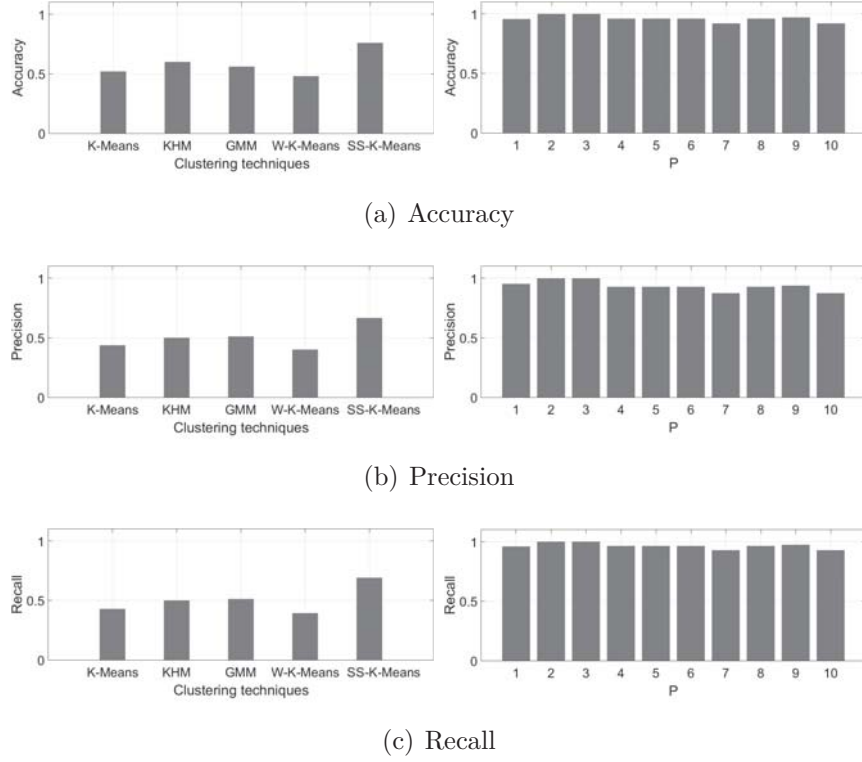 Accuracy
1
0.5
0
K-Means KHM GMM W-K-Means SS-K-Means
Clustering techniques
Accuracy
1
0.5
0
1 2 3 4 5 6 7 8 9 10
P
(a) Accuracy
Precision
1
0.5
0
K-Means KHM GMM W-K-Means SS-K-Means
Clustering techniques
Precision
1
0.5
0
1 2 3 4 5 6 7 8 9 10
P
(b) Precision
Recall
1
0.5
0
K-Means KHM GMM W-K-Means SS-K-Means
Clustering techniques
Recall
1
0.5
0
1 2 3 4 5 6 7 8 9 10
P
(c) Recall